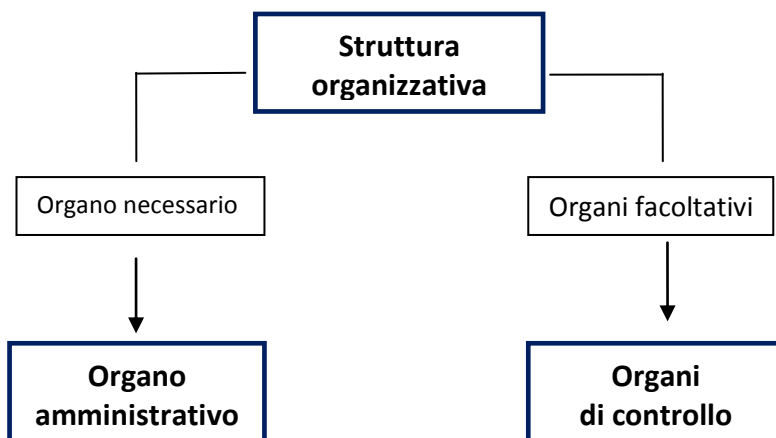 Struttura
organizzativa
Organo necessario
Organi facoltativi
Organo
amministrativo
Organi
di controllo